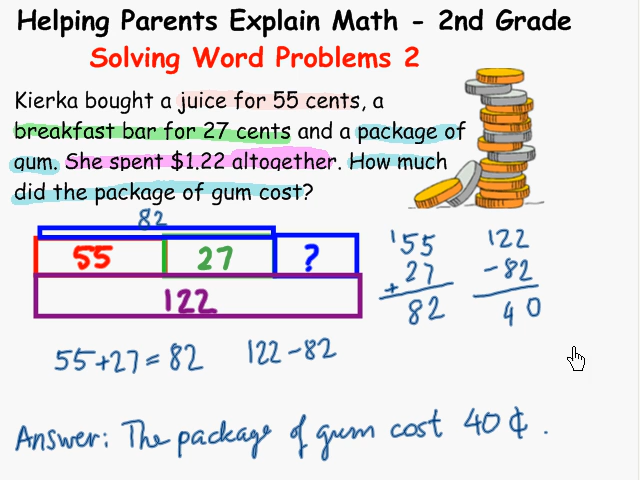 Helping Parents Explain Math - 2nd Grade
Solving Word Problems 2
Kierka bought a juice for 55 cents, a
breakfast bar for 27 cents and a package of
gum. She spent $1.22 altogether. How much
did the package of gum cost?
82
55 27 ?
122
1
55
+ 27
82
122
- 82
40
55+27 = 82
122 - 82
Answer: The package of gum cost 40 ¢.